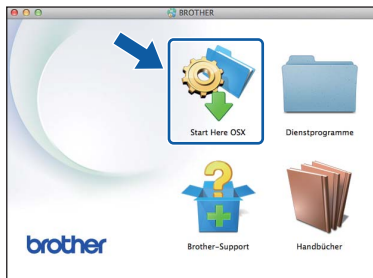 BROTHER
Start Here OSX
Dienstprogramme
Brother-Support
Handbücher
brother